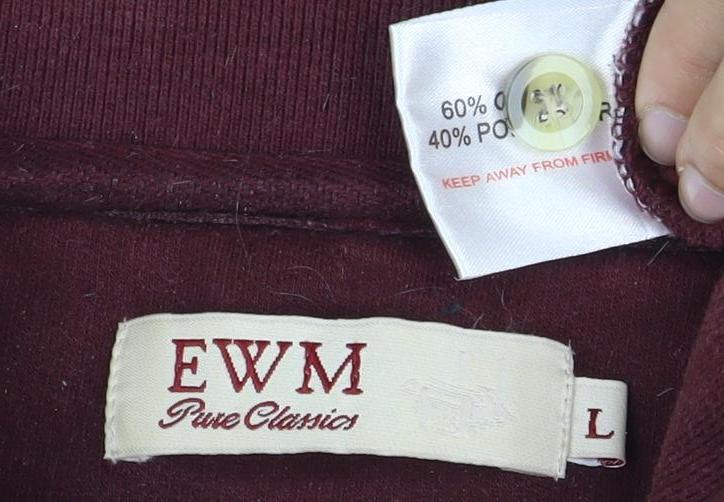 60%
40%
KEEP AWAY FROM
EWM
Pure Classics
L